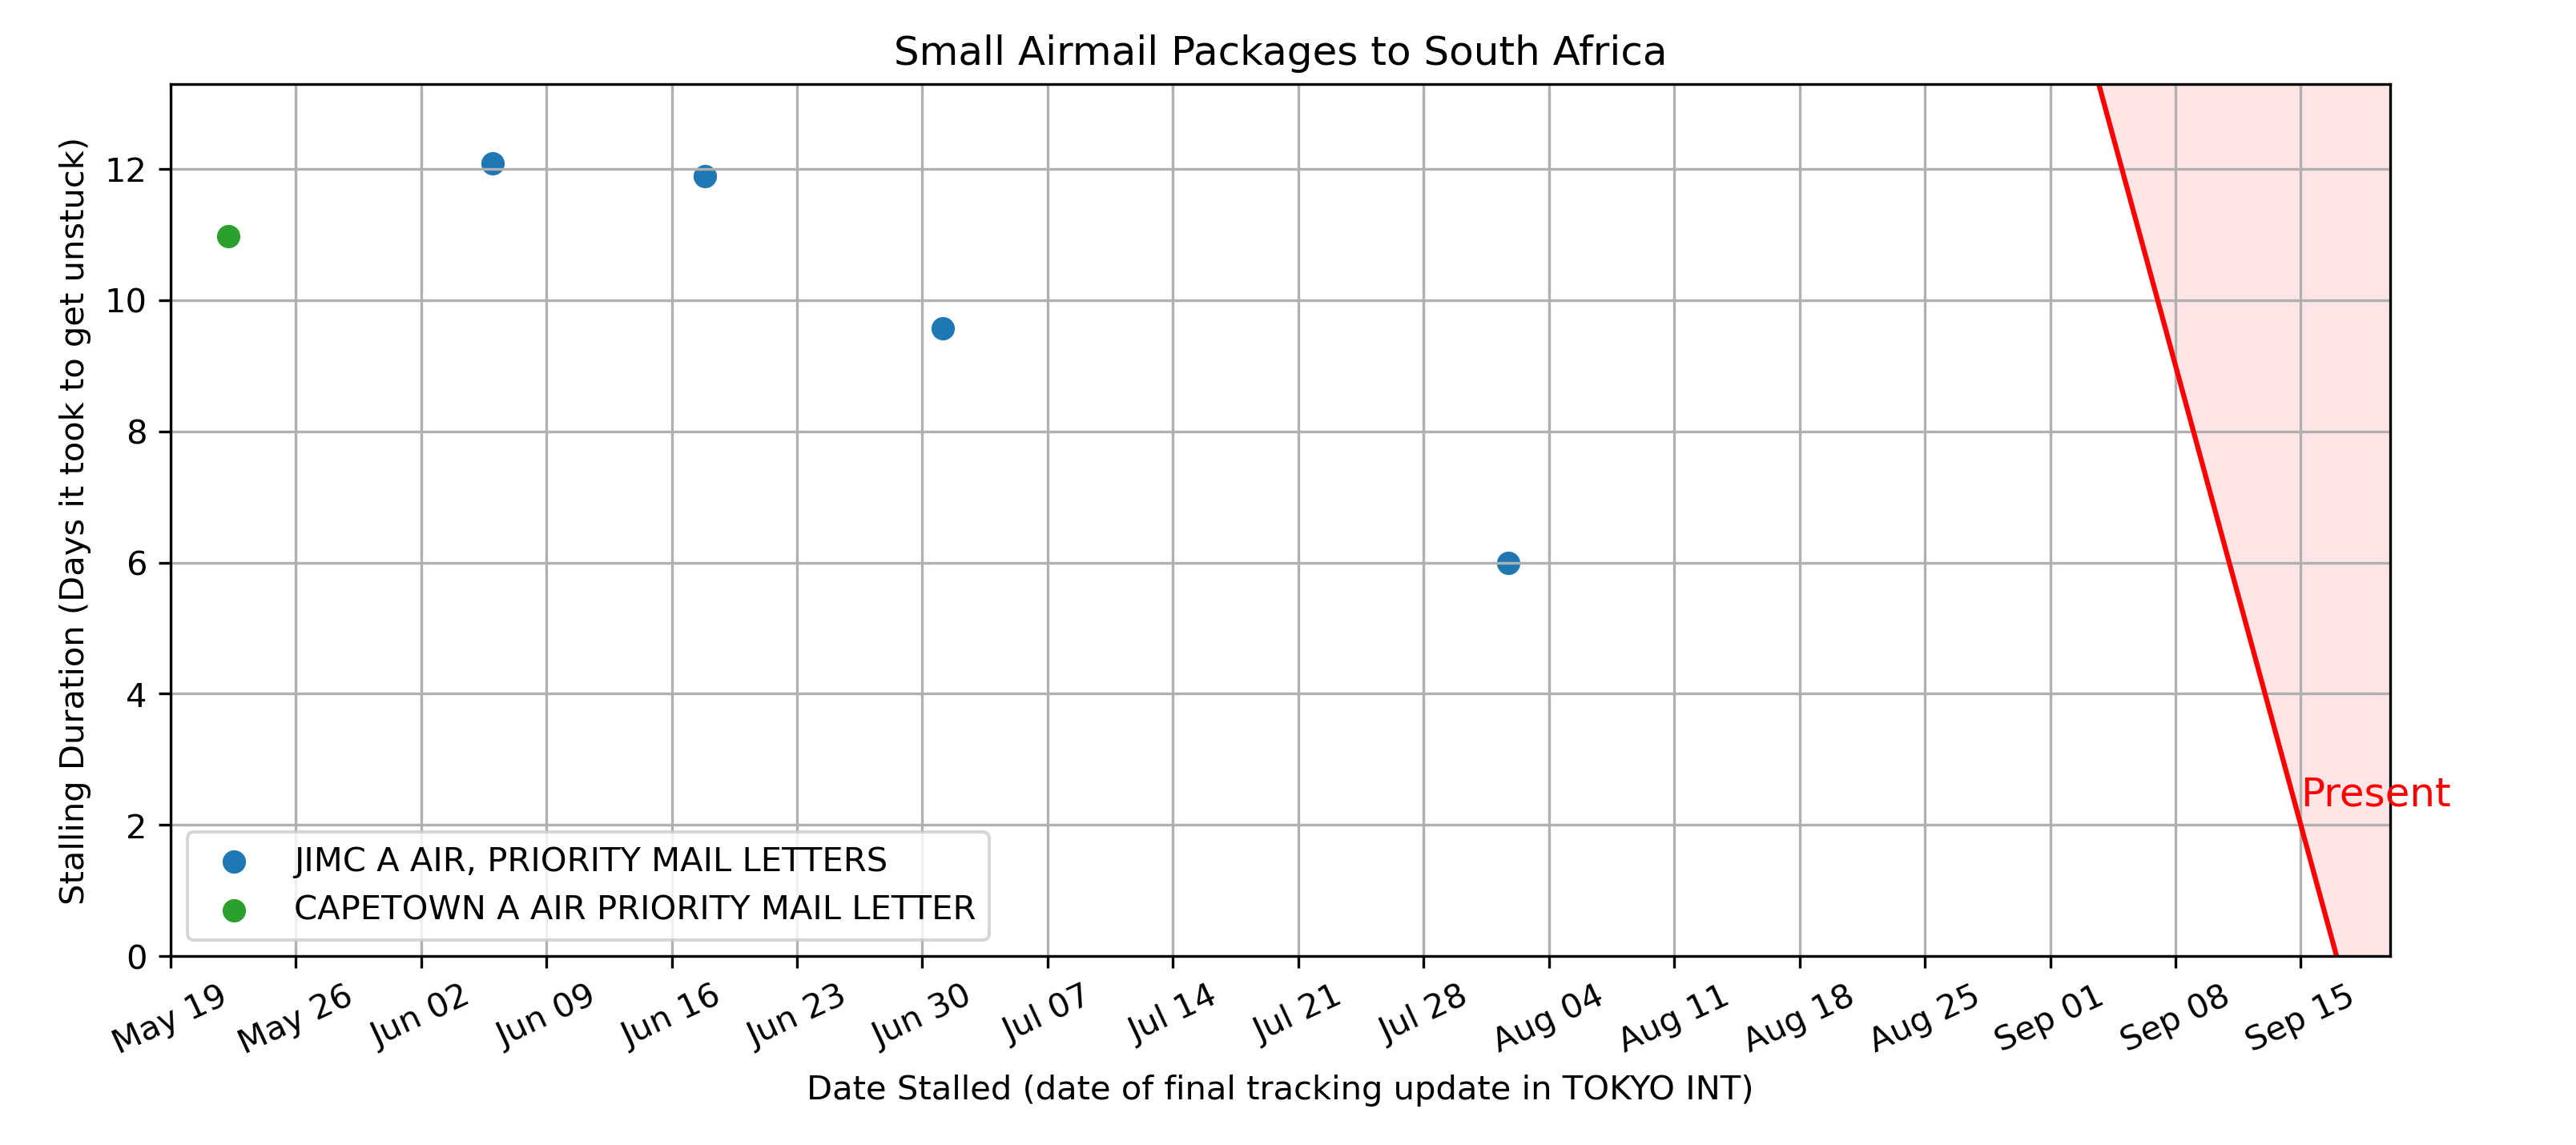 Small Airmail Packages to South Africa
Stalling Duration (Days it took to get unstuck)
12
10
8
6
4
2
0
Present
JIMC A AIR, PRIORITY MAIL LETTERS
CAPETOWN A AIR PRIORITY MAIL LETTER
May 19 May 26 Jun 02 Jun 09 Jun 16 Jun 23 Jun 30 Jul 07 Jul 14 Jul 21 Jul 28 Aug 04 Aug 11 Aug 18 Aug 25 Sep 01 Sep 08 Sep 15
Date Stalled (date of final tracking update in TOKYO INT)